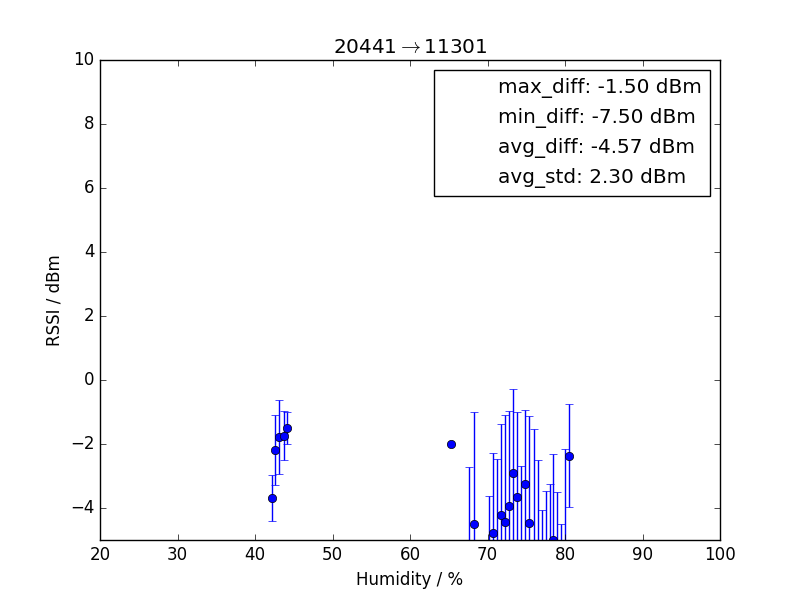 20441→11301
max_diff: -1.50 dBm
min_diff: -7.50 dBm
avg_diff: -4.57 dBm
avg_std: 2.30 dBm
10
8
6
4
2
0
−2
−4
RSSI / dBm
20 30 40 50 60 70 80 90 100
Humidity / %